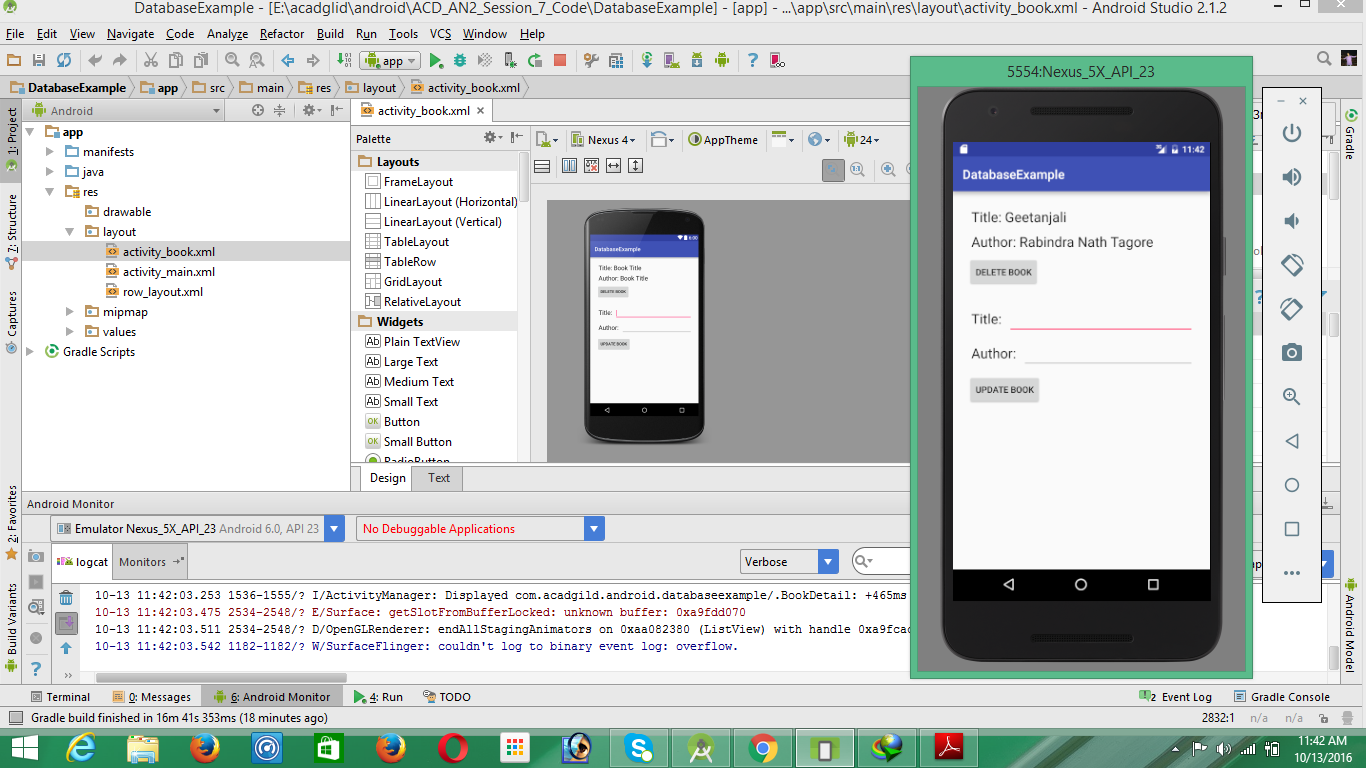 DatabaseExample - [E:\acadglid\android\ACD_AN2_Session_7_Code\DatabaseExample] - [app] - ...\app\src\main\res\layout\activity_book.xml - Android Studio 2.1.2
File Edit View Navigate Code Analyze Refactor Build Run Tools VCS Window Help
app
DatabaseExample app src main res layout activity_book.xml
1: Project
7: Structure
Captures
2: Favorites
Build Variants
Android
app
manifests
java
res
drawable
layout
activity_book.xml
activity_main.xml
row_layout.xml
mipmap
values
Gradle Scripts
activity_book.xml
Palette
Layouts
FrameLayout
LinearLayout (Horizontal)
LinearLayout (Vertical)
TableLayout
TableRow
GridLayout
RelativeLayout
Widgets
Ab Plain TextView
Ab Large Text
Ab Medium Text
Ab Small Text
OK Button
OK Small Button
RadioButton
Nexus 4 AppTheme 24
1:1
6:00
DatabaseExample
Title: Book Title
Author: Book Title
DELETE BOOK
Title:
Author:
UPDATE BOOK
Design Text
5554:Nexus_5X_API_23
11:42
DatabaseExample
Title: Geetanjali
Author: Rabindra Nath Tagore
DELETE BOOK
Title:
Author:
UPDATE BOOK
Gradle
Android Model
Android Monitor
Emulator Nexus_5X_API_23 Android 6.0, API 23
No Debuggable Applications
logcat Monitors
Verbose
10-13 11:42:03.253 1536-1555/? I/ActivityManager: Displayed com.acadgild.android.databaseexample/.BookDetail: +465ms
10-13 11:42:03.475 2534-2548/? E/Surface: getSlotFromBufferLocked: unknown buffer: 0xa9fdd070
10-13 11:42:03.511 2534-2548/? D/OpenGLRenderer: endAllStagingAnimators on 0xaa082380 (ListView) with handle 0xa9fcac
10-13 11:42:03.542 1182-1182/? W/SurfaceFlinger: couldn't log to binary event log: overflow.
Terminal 0: Messages 6: Android Monitor 4: Run TODO 2 Event Log Gradle Console
Gradle build finished in 16m 41s 353ms (18 minutes ago) 2832:1 n/a n/a
11:42 AM
10/13/2016